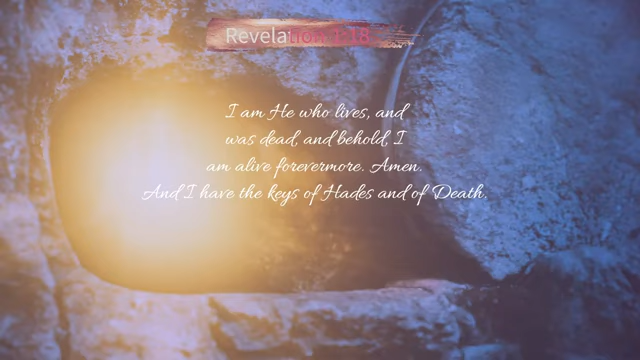 Revelation 1:18
I am He who lives, and
was dead, and behold, I
am alive forevermore. Amen.
And I have the keys of Hades and of Death.